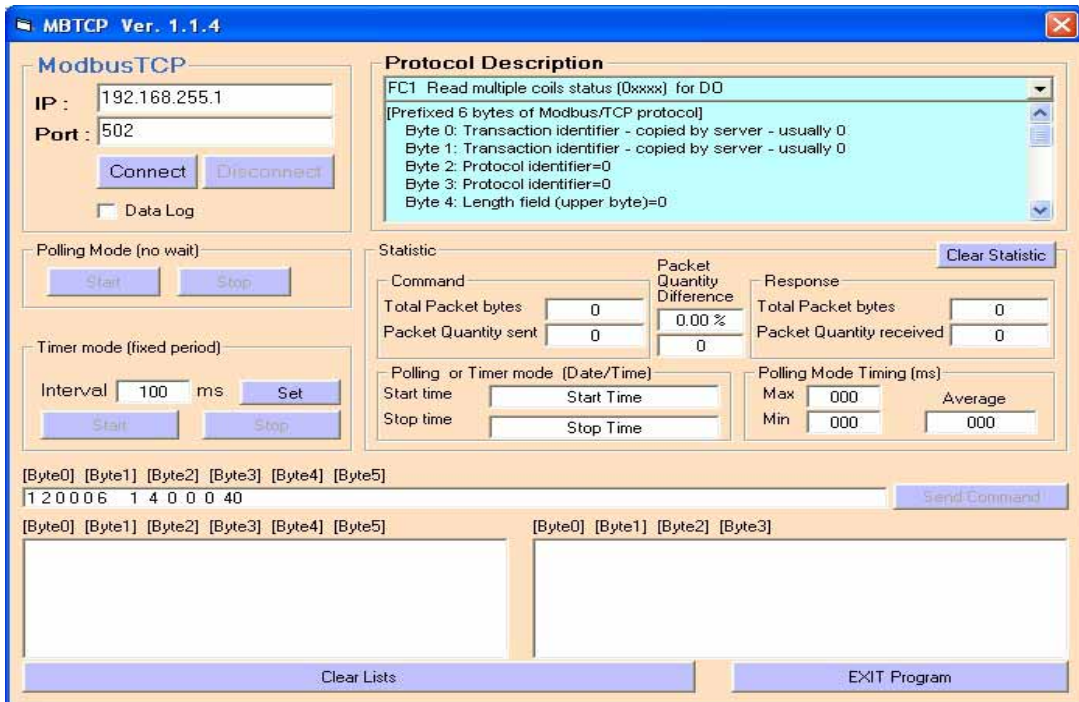 MBTCP Ver. 1.1.4
ModbusTCP
IP : 192.168.255.1
Port : 502
Connect Disconnect
Data Log
Protocol Description
FC1 Read multiple coils status (0xxxx) for DO
[Prefixed 6 bytes of Modbus/TCP protocol]
Byte 0: Transaction identifier - copied by server - usually 0
Byte 1: Transaction identifier - copied by server - usually 0
Byte 2: Protocol identifier=0
Byte 3: Protocol identifier=0
Byte 4: Length field (upper byte)=0
Polling Mode (no wait)
Start Stop
Timer mode (fixed period)
Interval 100 ms Set
Start Stop
Statistic
Clear Statistic
Command
Total Packet bytes 0
Packet Quantity sent 0
Packet
Quantity
Difference
0.00 %
0
Response
Total Packet bytes 0
Packet Quantity received 0
Polling or Timer mode (Date/Time)
Start time Start Time
Stop time Stop Time
Polling Mode Timing (ms)
Max 000 Average
Min 000 000
[Byte0] [Byte1] [Byte2] [Byte3] [Byte4] [Byte5]
1 2 0 0 0 6 1 4 0 0 0 40
Send Command
[Byte0] [Byte1] [Byte2] [Byte3] [Byte4] [Byte5]
[Byte0] [Byte1] [Byte2] [Byte3]
Clear Lists
EXIT Program